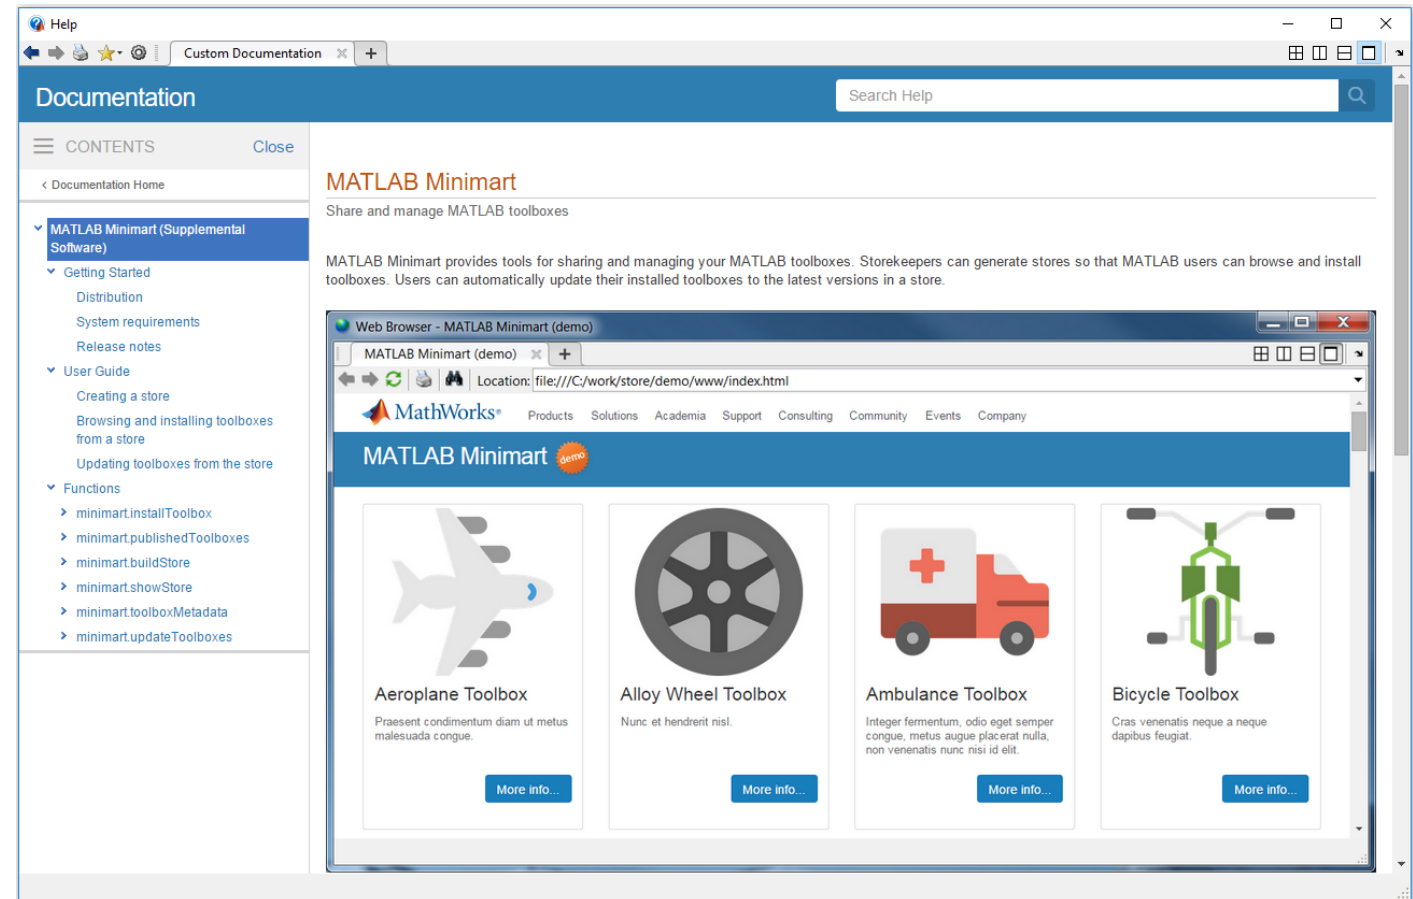 Help
Custom Documentation
Documentation
Search Help
CONTENTS
Close
< Documentation Home
MATLAB Minimart (Supplemental
Software)
Getting Started
Distribution
System requirements
Release notes
User Guide
Creating a store
Browsing and installing toolboxes
from a store
Updating toolboxes from the store
Functions
minimart.installToolbox
minimart.publishedToolboxes
minimart.buildStore
minimart.showStore
minimart.toolboxMetadata
minimart.updateToolboxes
MATLAB Minimart
Share and manage MATLAB toolboxes
MATLAB Minimart provides tools for sharing and managing your MATLAB toolboxes. Storekeepers can generate stores so that MATLAB users can browse and install
toolboxes. Users can automatically update their installed toolboxes to the latest versions in a store.
Web Browser - MATLAB Minimart (demo)
MATLAB Minimart (demo)
Location: file:///C:/work/store/demo/www/index.html
MathWorks®
Products Solutions Academia Support Consulting Community Events Company
MATLAB Minimart demo
Aeroplane Toolbox
Praesent condimentum diam ut metus
malesuada congue.
More info...
Alloy Wheel Toolbox
Nunc et hendrerit nisl.
More info...
Ambulance Toolbox
Integer fermentum, odio eget semper
congue, metus augue placerat nulla,
non venenatis nunc nisi id elit.
More info...
Bicycle Toolbox
Cras venenatis neque a neque
dapibus feugiat.
More info...